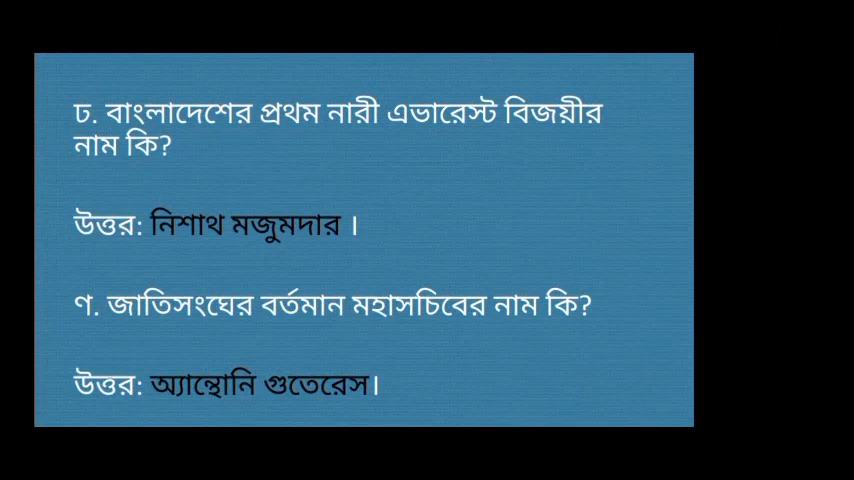 ঢ. বাংলাদেশের প্রথম নারী এভারেস্ট বিজয়ীর
নাম কি?
উত্তর: নিশাথ মজুমদার ।
ণ. জাতিসংঘের বর্তমান মহাসচিবের নাম কি?
উত্তর: অ্যান্থোনি গুতেরেস।